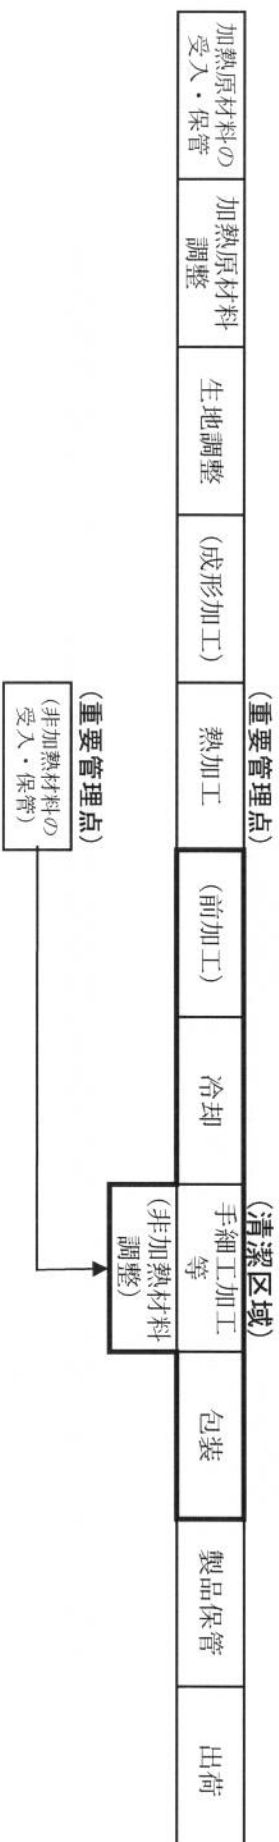 (重要管理点)
(清潔区域)
加熱原材料の
受入・保管
加熱原材料
調整
生地調整
(成形加工)
熱加工
(前加工)
冷却
手細工加工
等
包装
製品保管
出荷
(非加熱材料
調整)
(重要管理点)
(非加熱材料の
受入・保管)